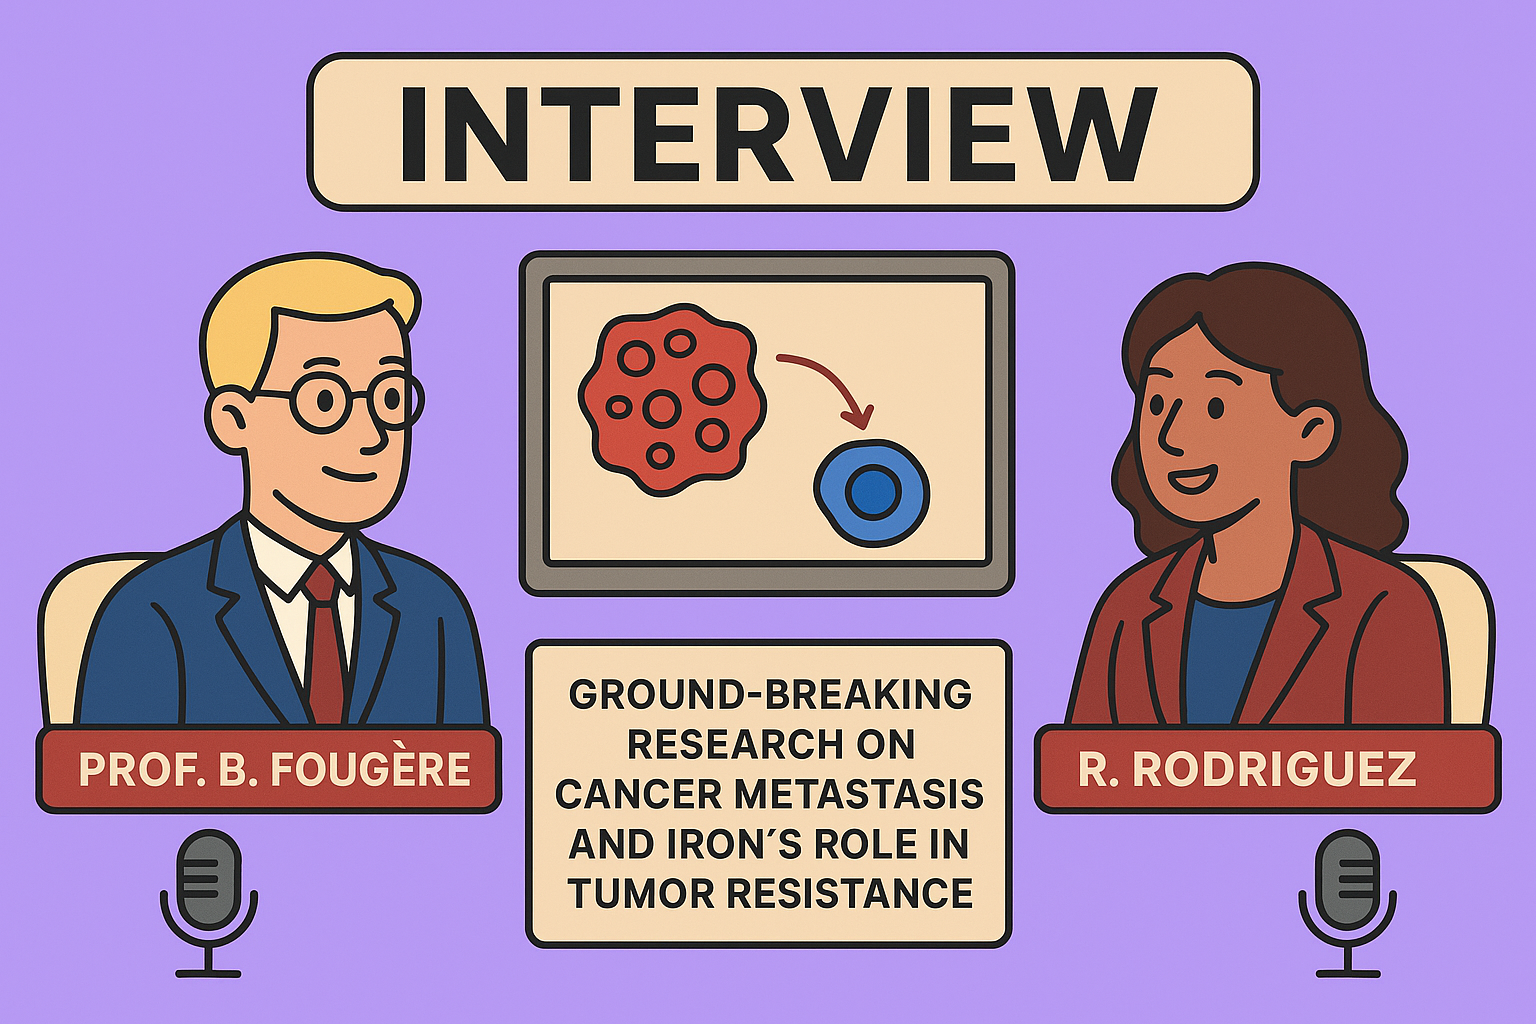 INTERVIEW
PROF. B. FOUGÈRE
GROUND-BREAKING
RESEARCH ON
CANCER METASTASIS
AND IRON´S ROLE IN
TUMOR RESISTANCE
R. RODRIGUEZ